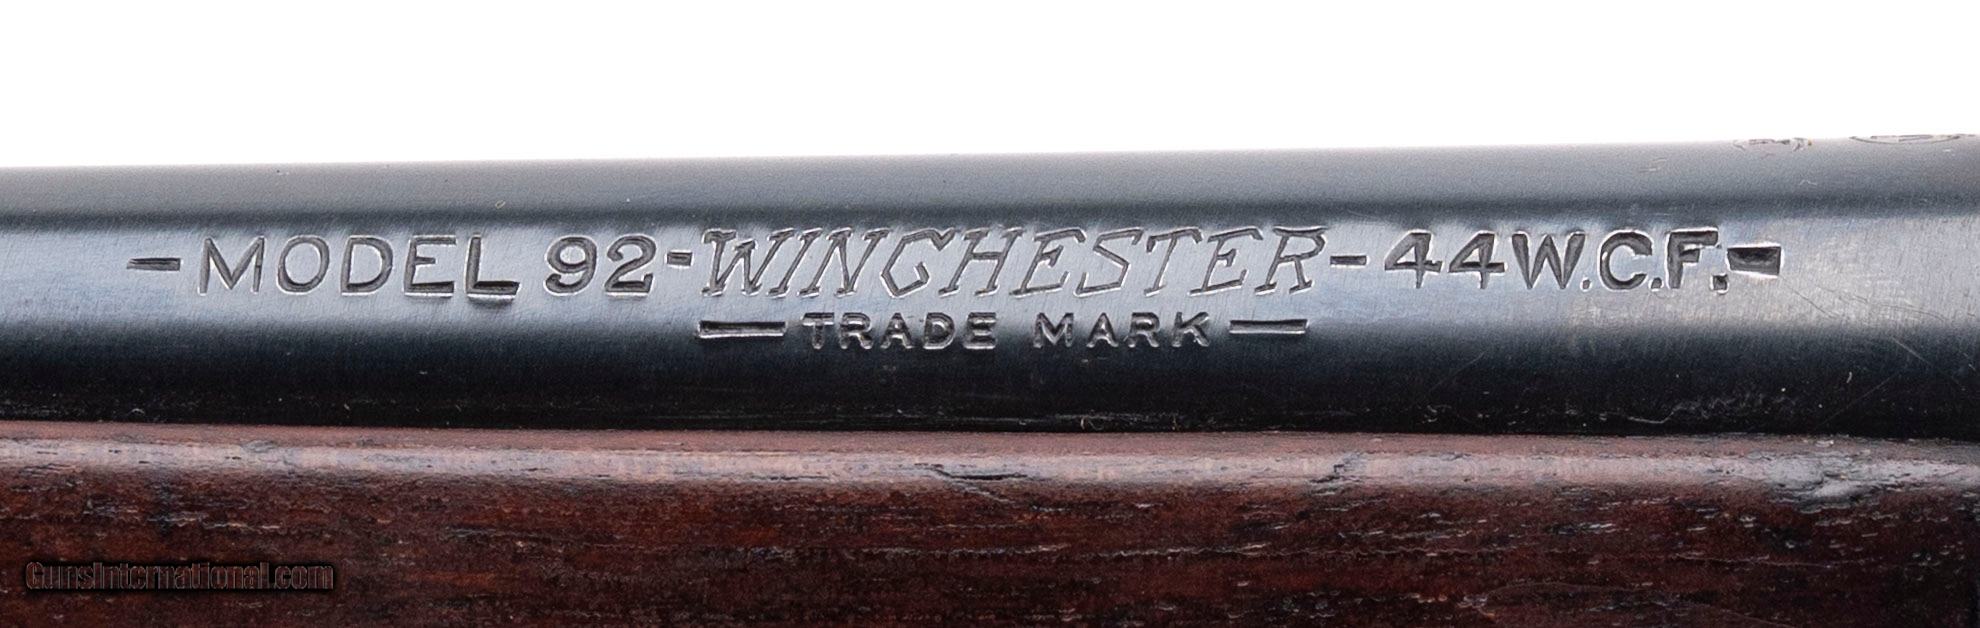 -MODEL 92-WINCHESTER-44W.C.F.-
— TRADE MARK —
GunsInternational.com